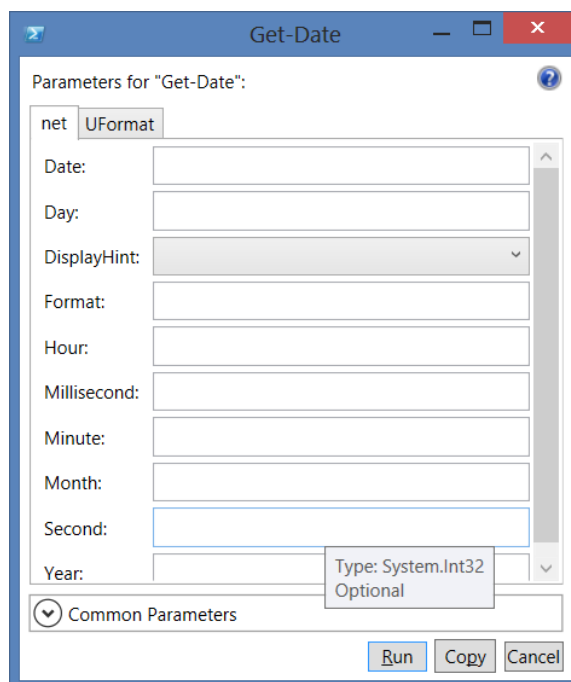 Get-Date
Parameters for "Get-Date":
net UFormat
Date:
Day:
DisplayHint:
Format:
Hour:
Millisecond:
Minute:
Month:
Second:
Year:
Type: System.Int32
Optional
Common Parameters
Run Copy Cancel